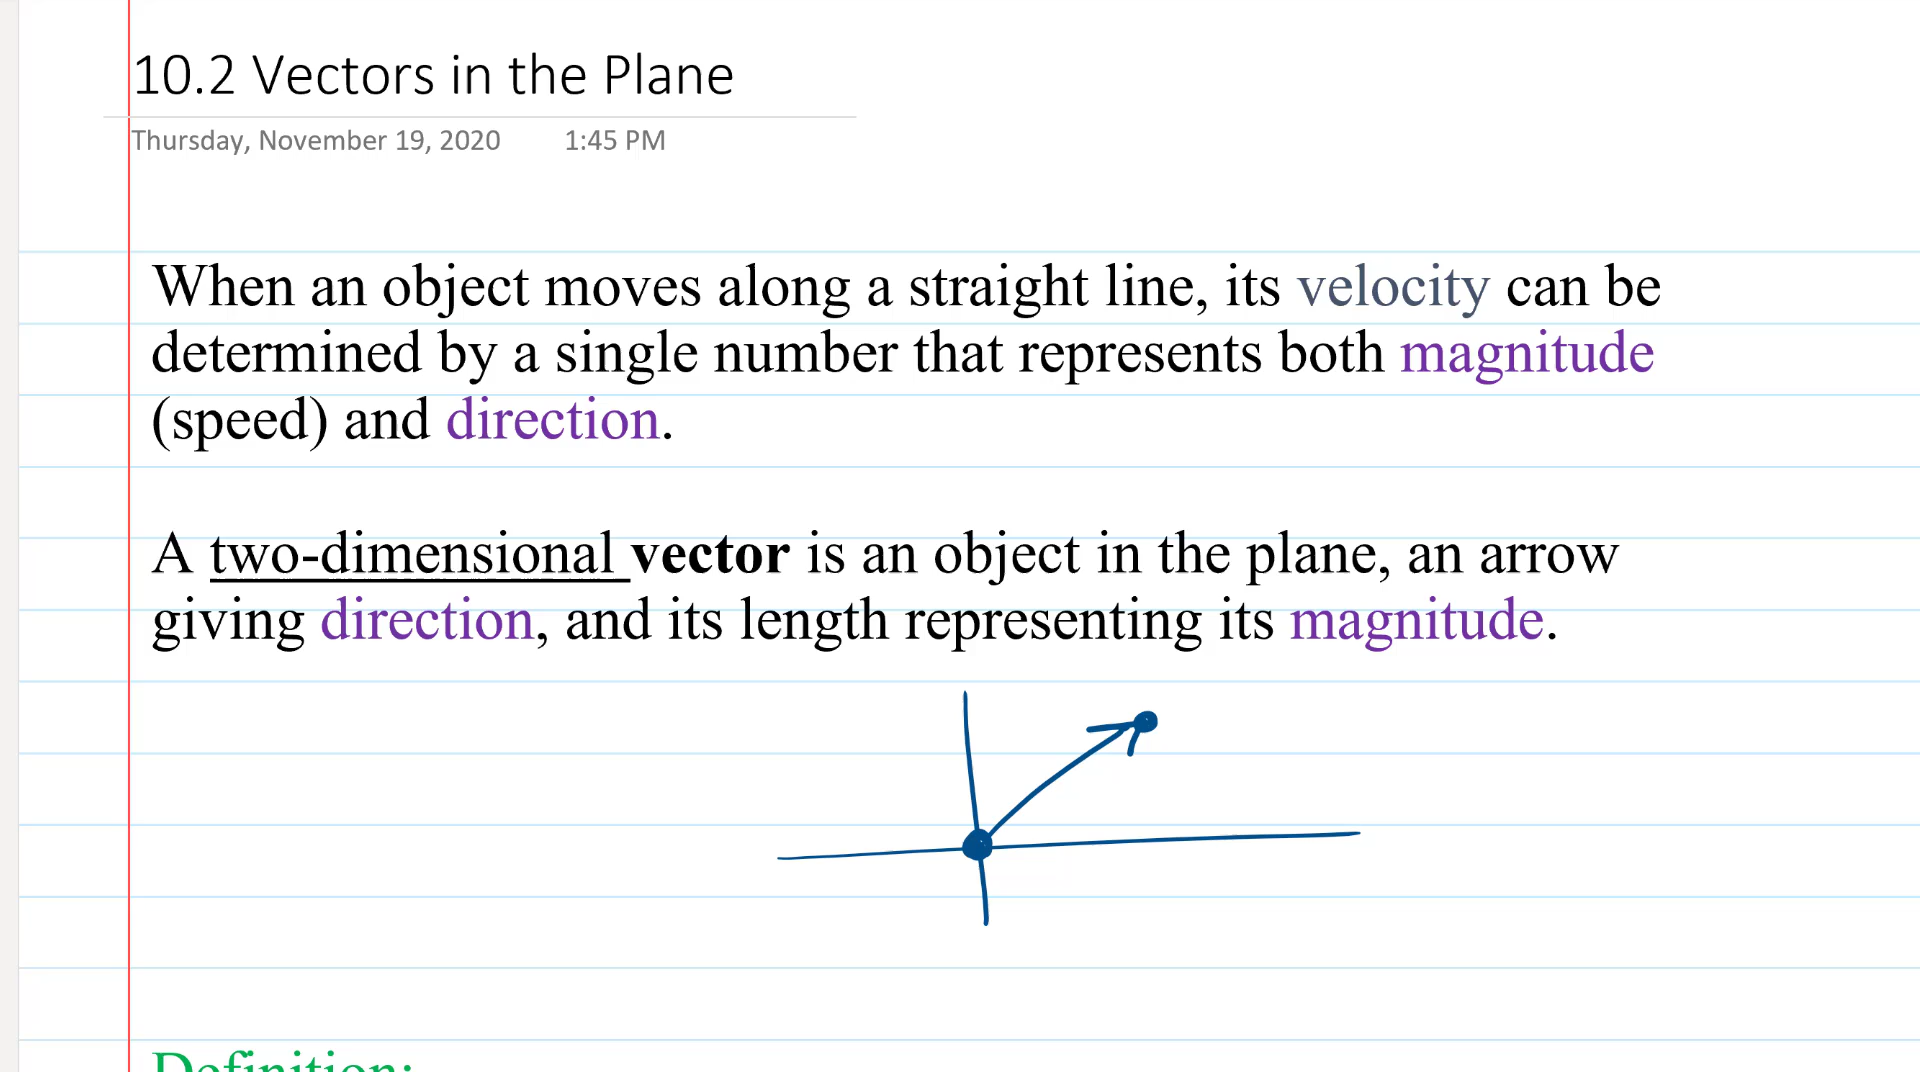 10.2 Vectors in the Plane
Thursday, November 19, 2020 1:45 PM
When an object moves along a straight line, its velocity can be
determined by a single number that represents both magnitude
(speed) and direction.
A two-dimensional vector is an object in the plane, an arrow
giving direction, and its length representing its magnitude.
Definition: